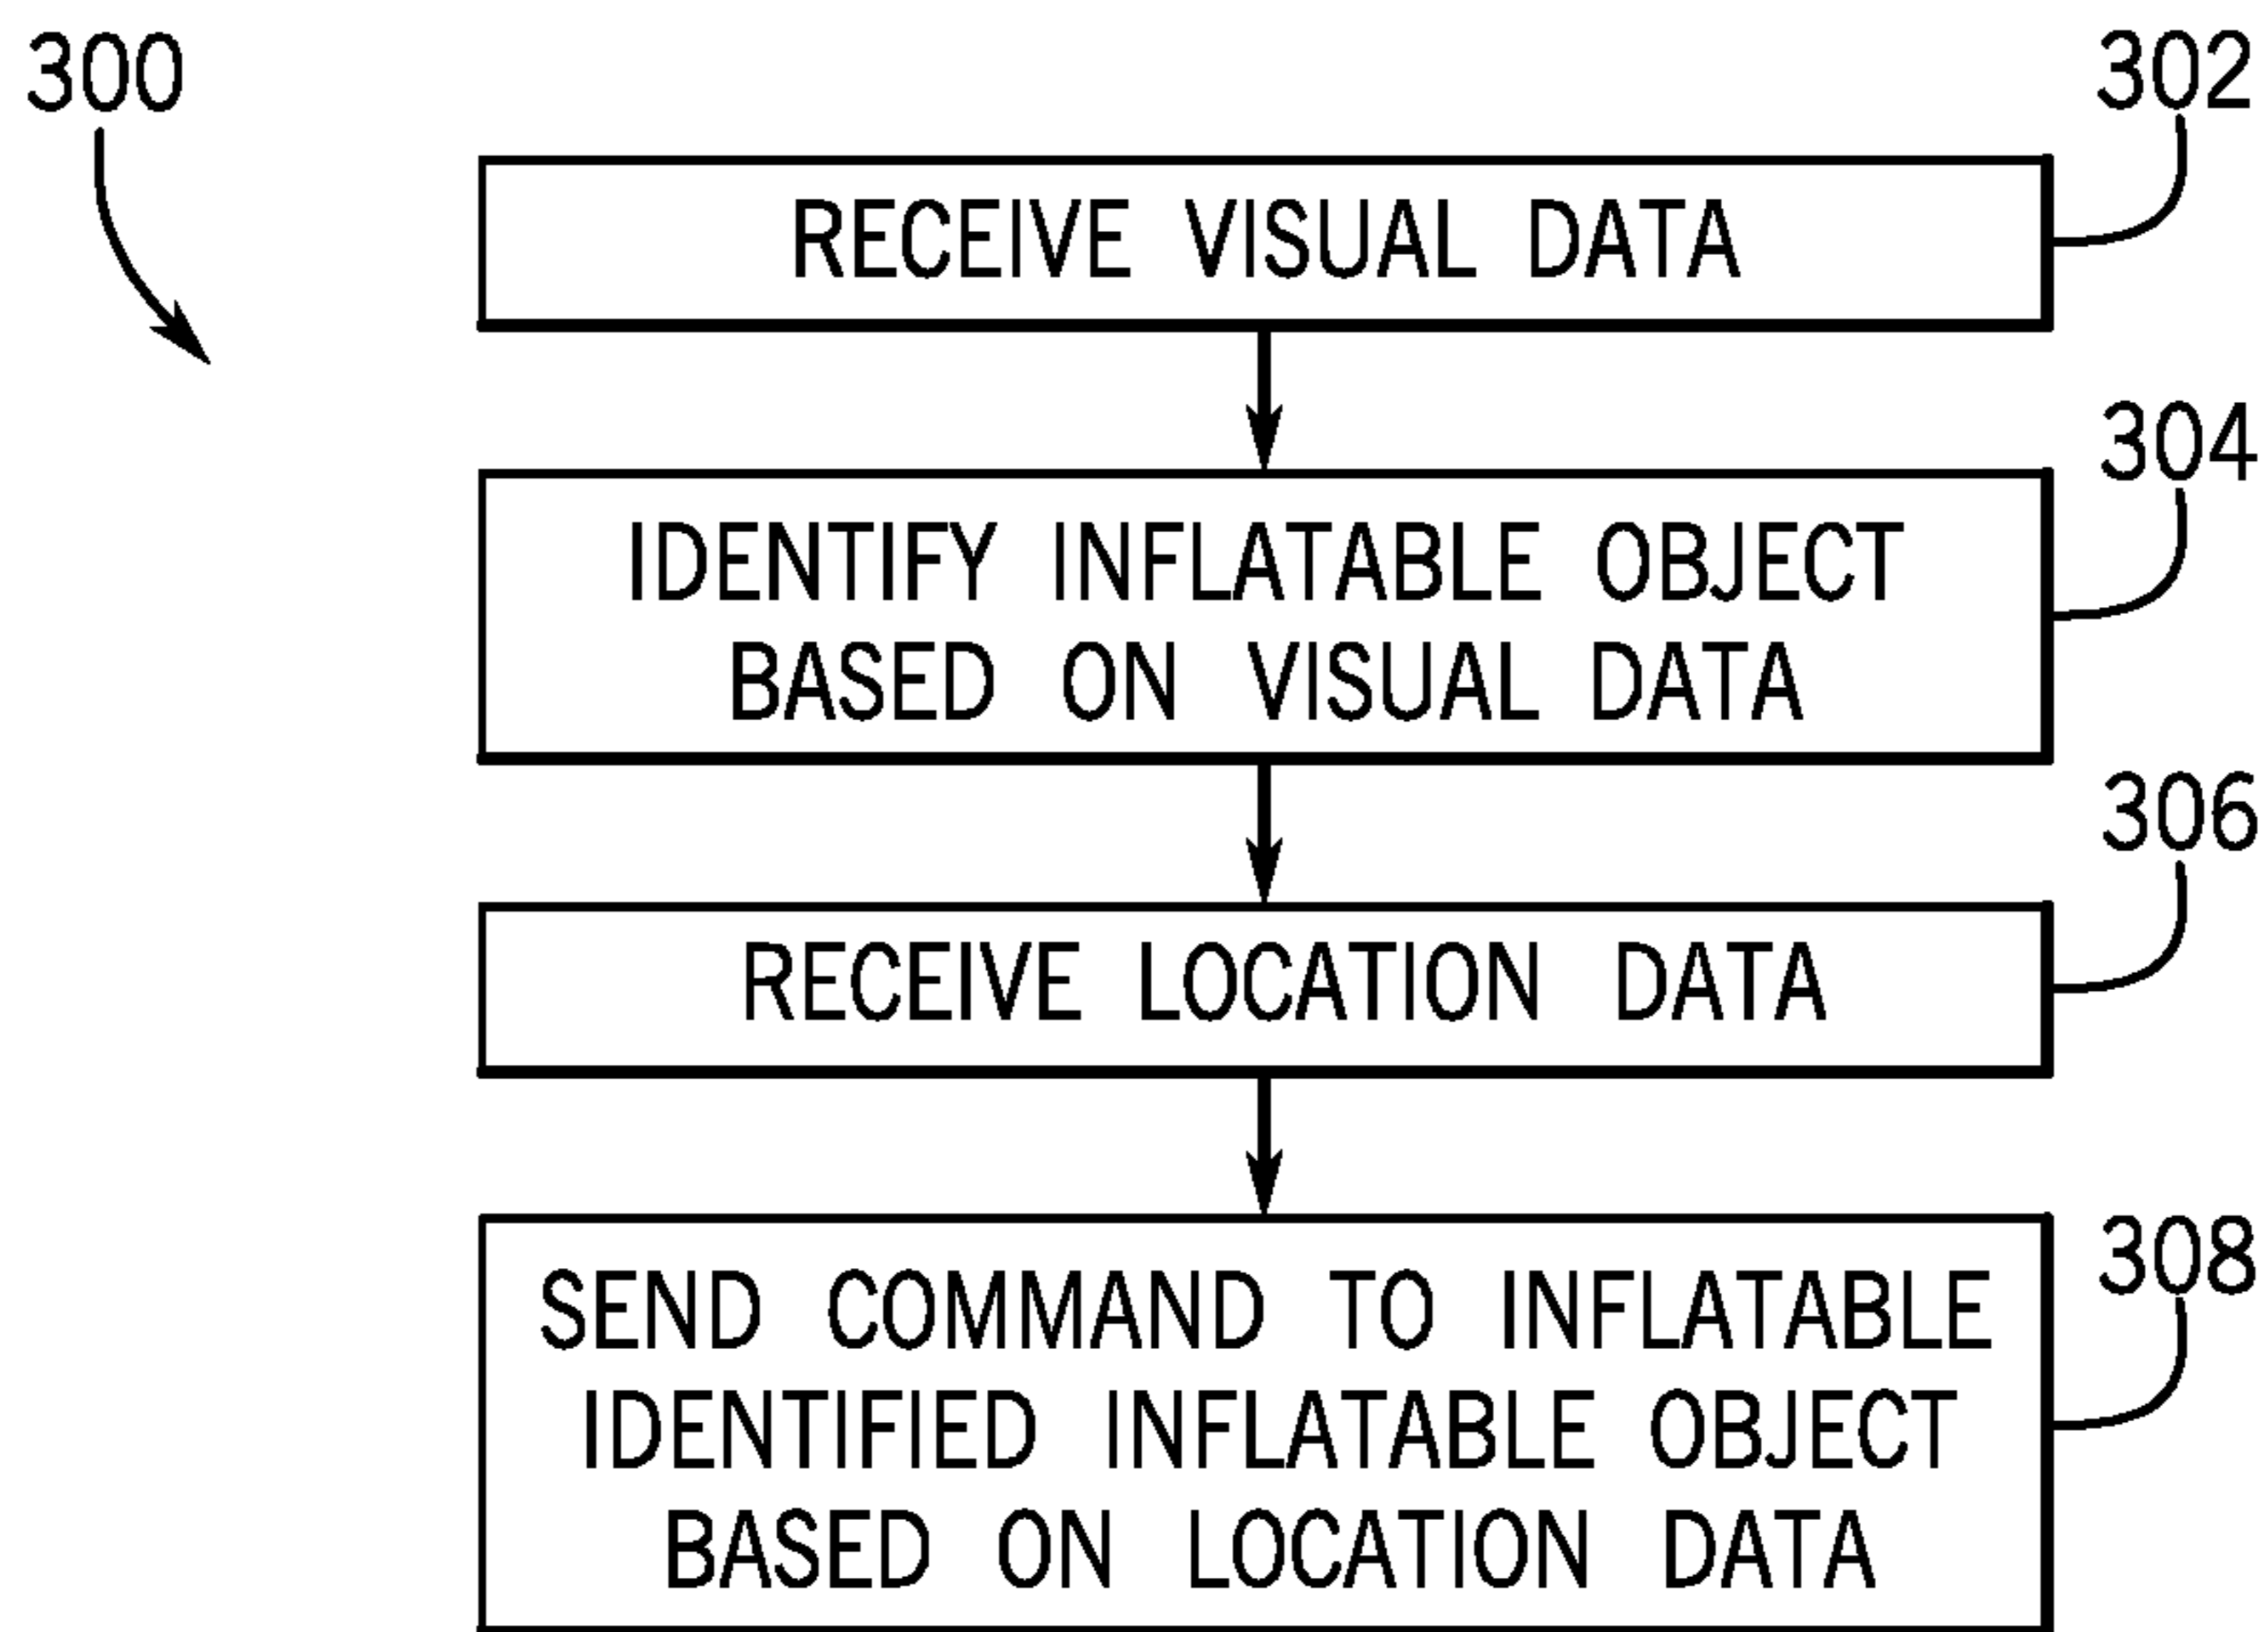 300
302
RECEIVE VISUAL DATA
304
IDENTIFY INFLATABLE OBJECT
BASED ON VISUAL DATA
306
RECEIVE LOCATION DATA
308
SEND COMMAND TO INFLATABLE
IDENTIFIED INFLATABLE OBJECT
BASED ON LOCATION DATA